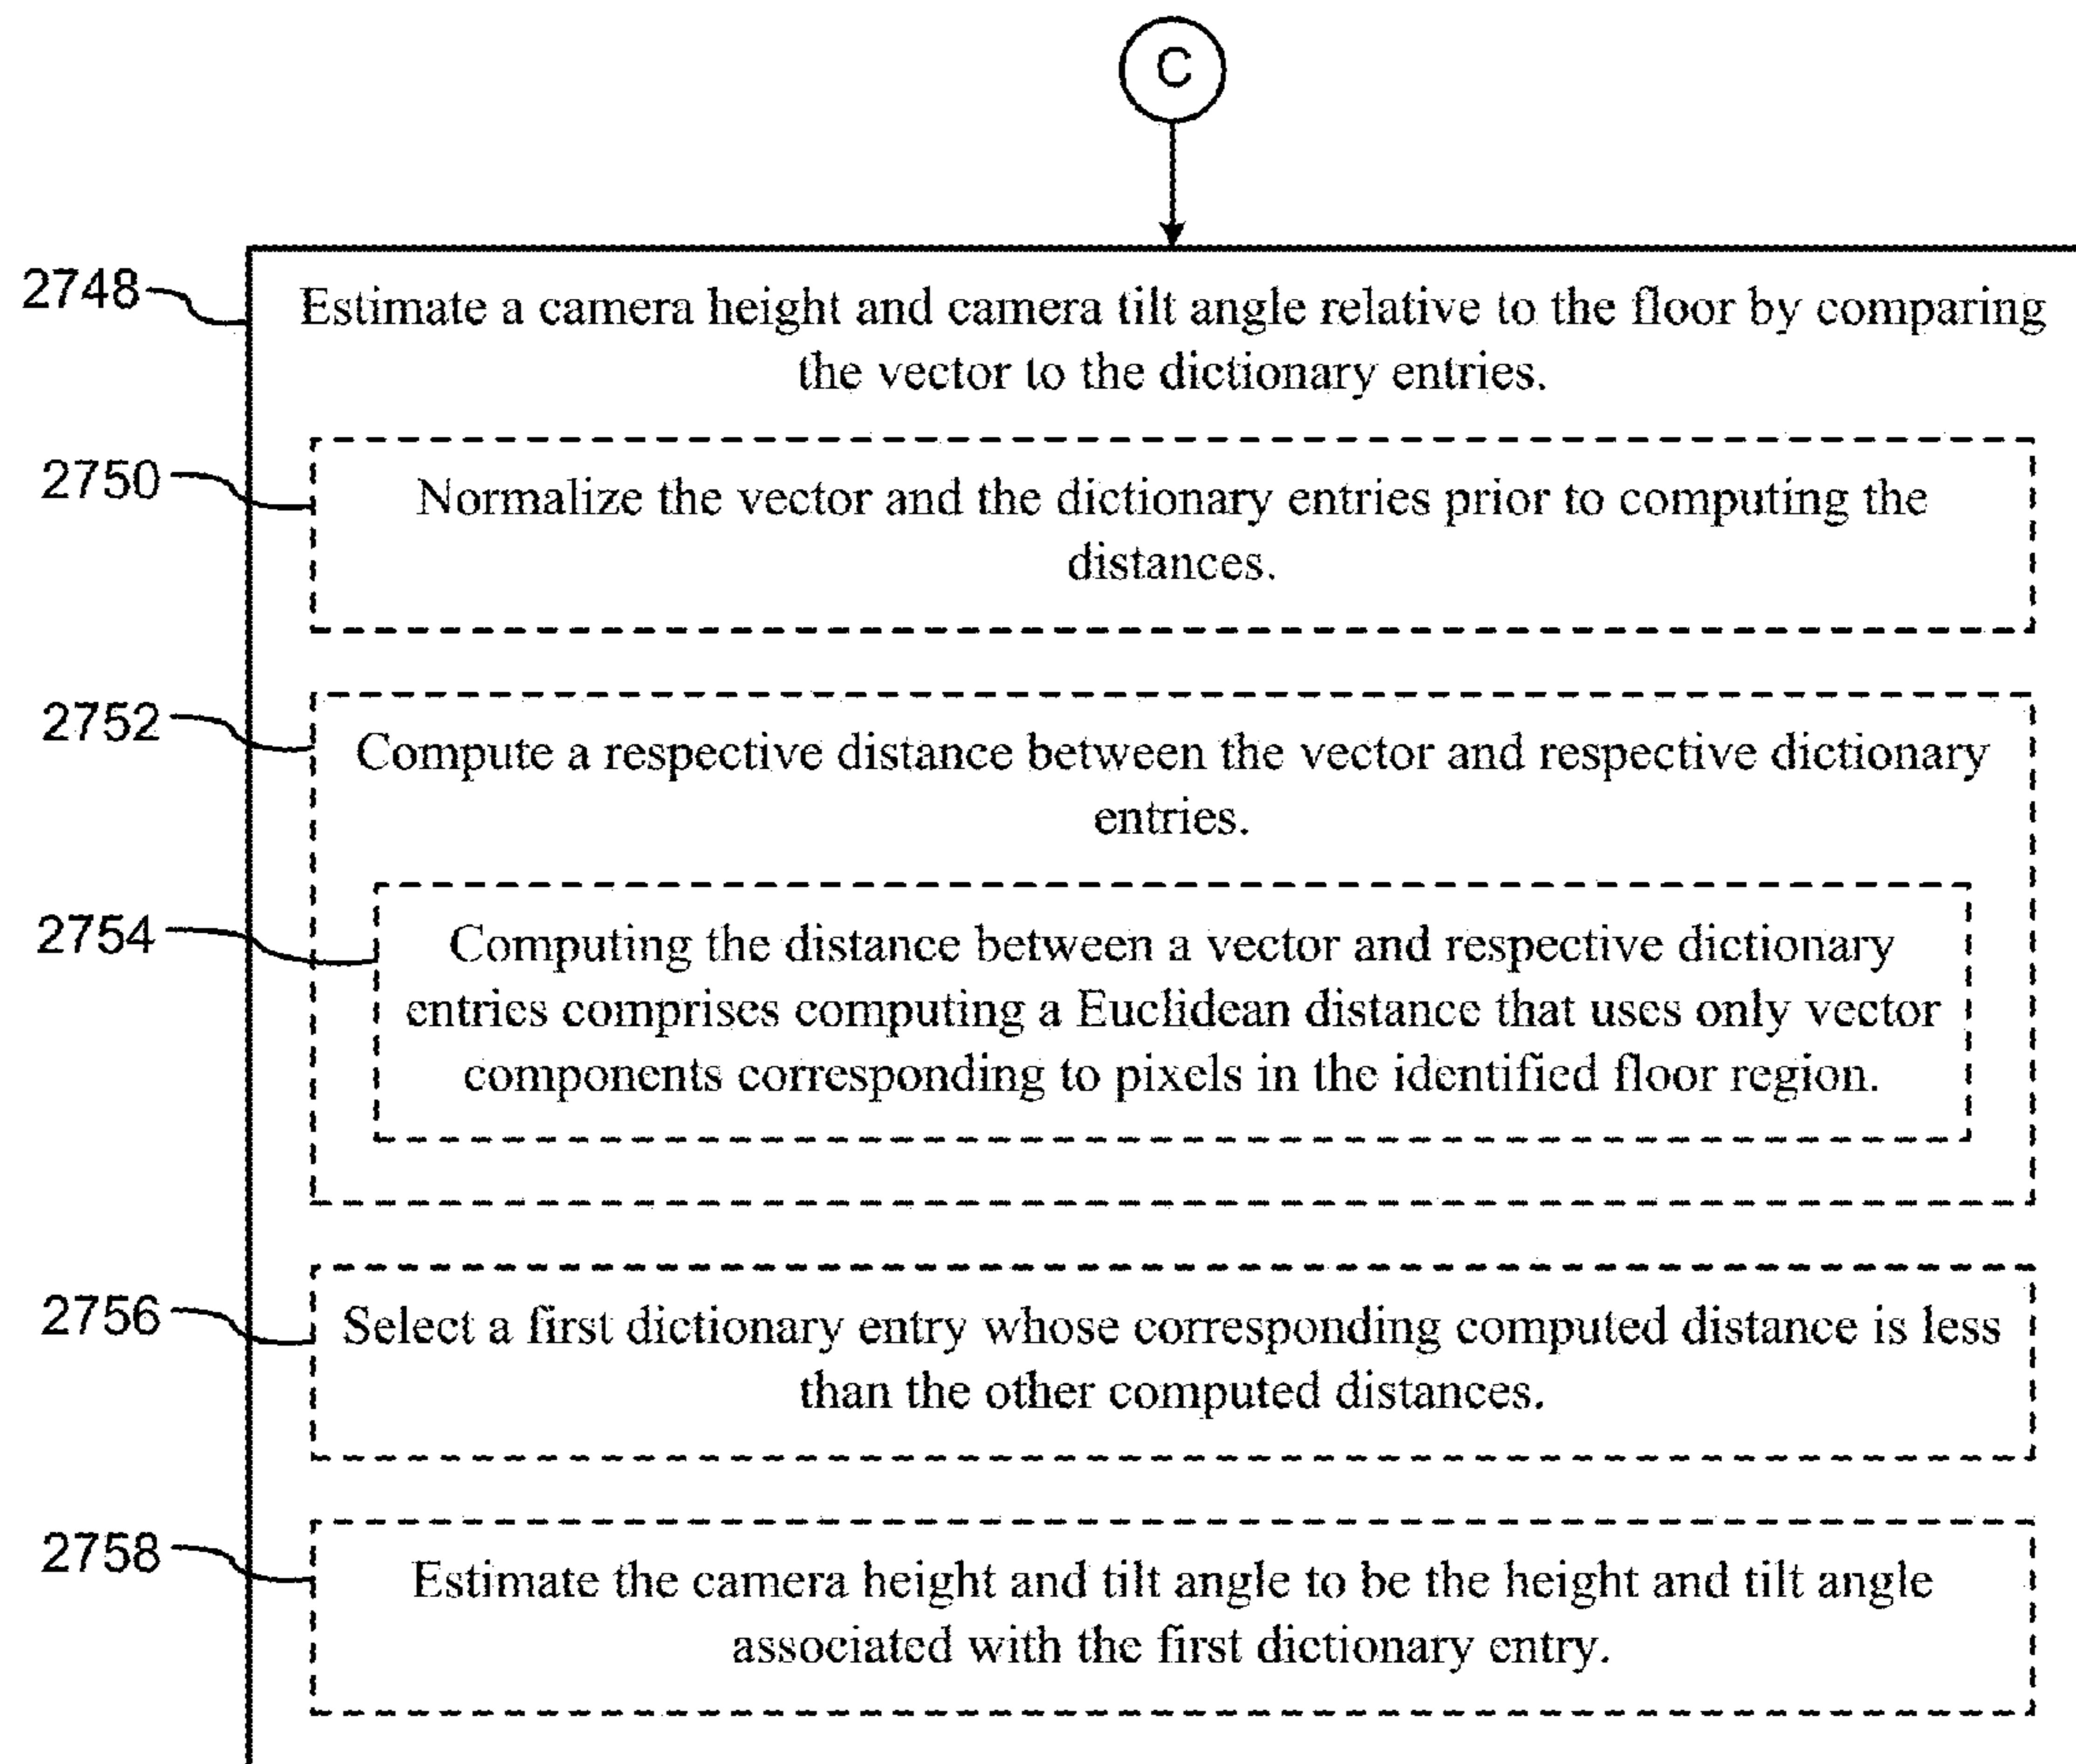 C
2748
Estimate a camera height and camera tilt angle relative to the floor by comparing
the vector to the dictionary entries.
2750
Normalize the vector and the dictionary entries prior to computing the
distances.
2752
Compute a respective distance between the vector and respective dictionary
entries.
2754
Computing the distance between a vector and respective dictionary
entries comprises computing a Euclidean distance that uses only vector
components corresponding to pixels in the identified floor region.
2756
Select a first dictionary entry whose corresponding computed distance is less
than the other computed distances.
2758
Estimate the camera height and tilt angle to be the height and tilt angle
associated with the first dictionary entry.